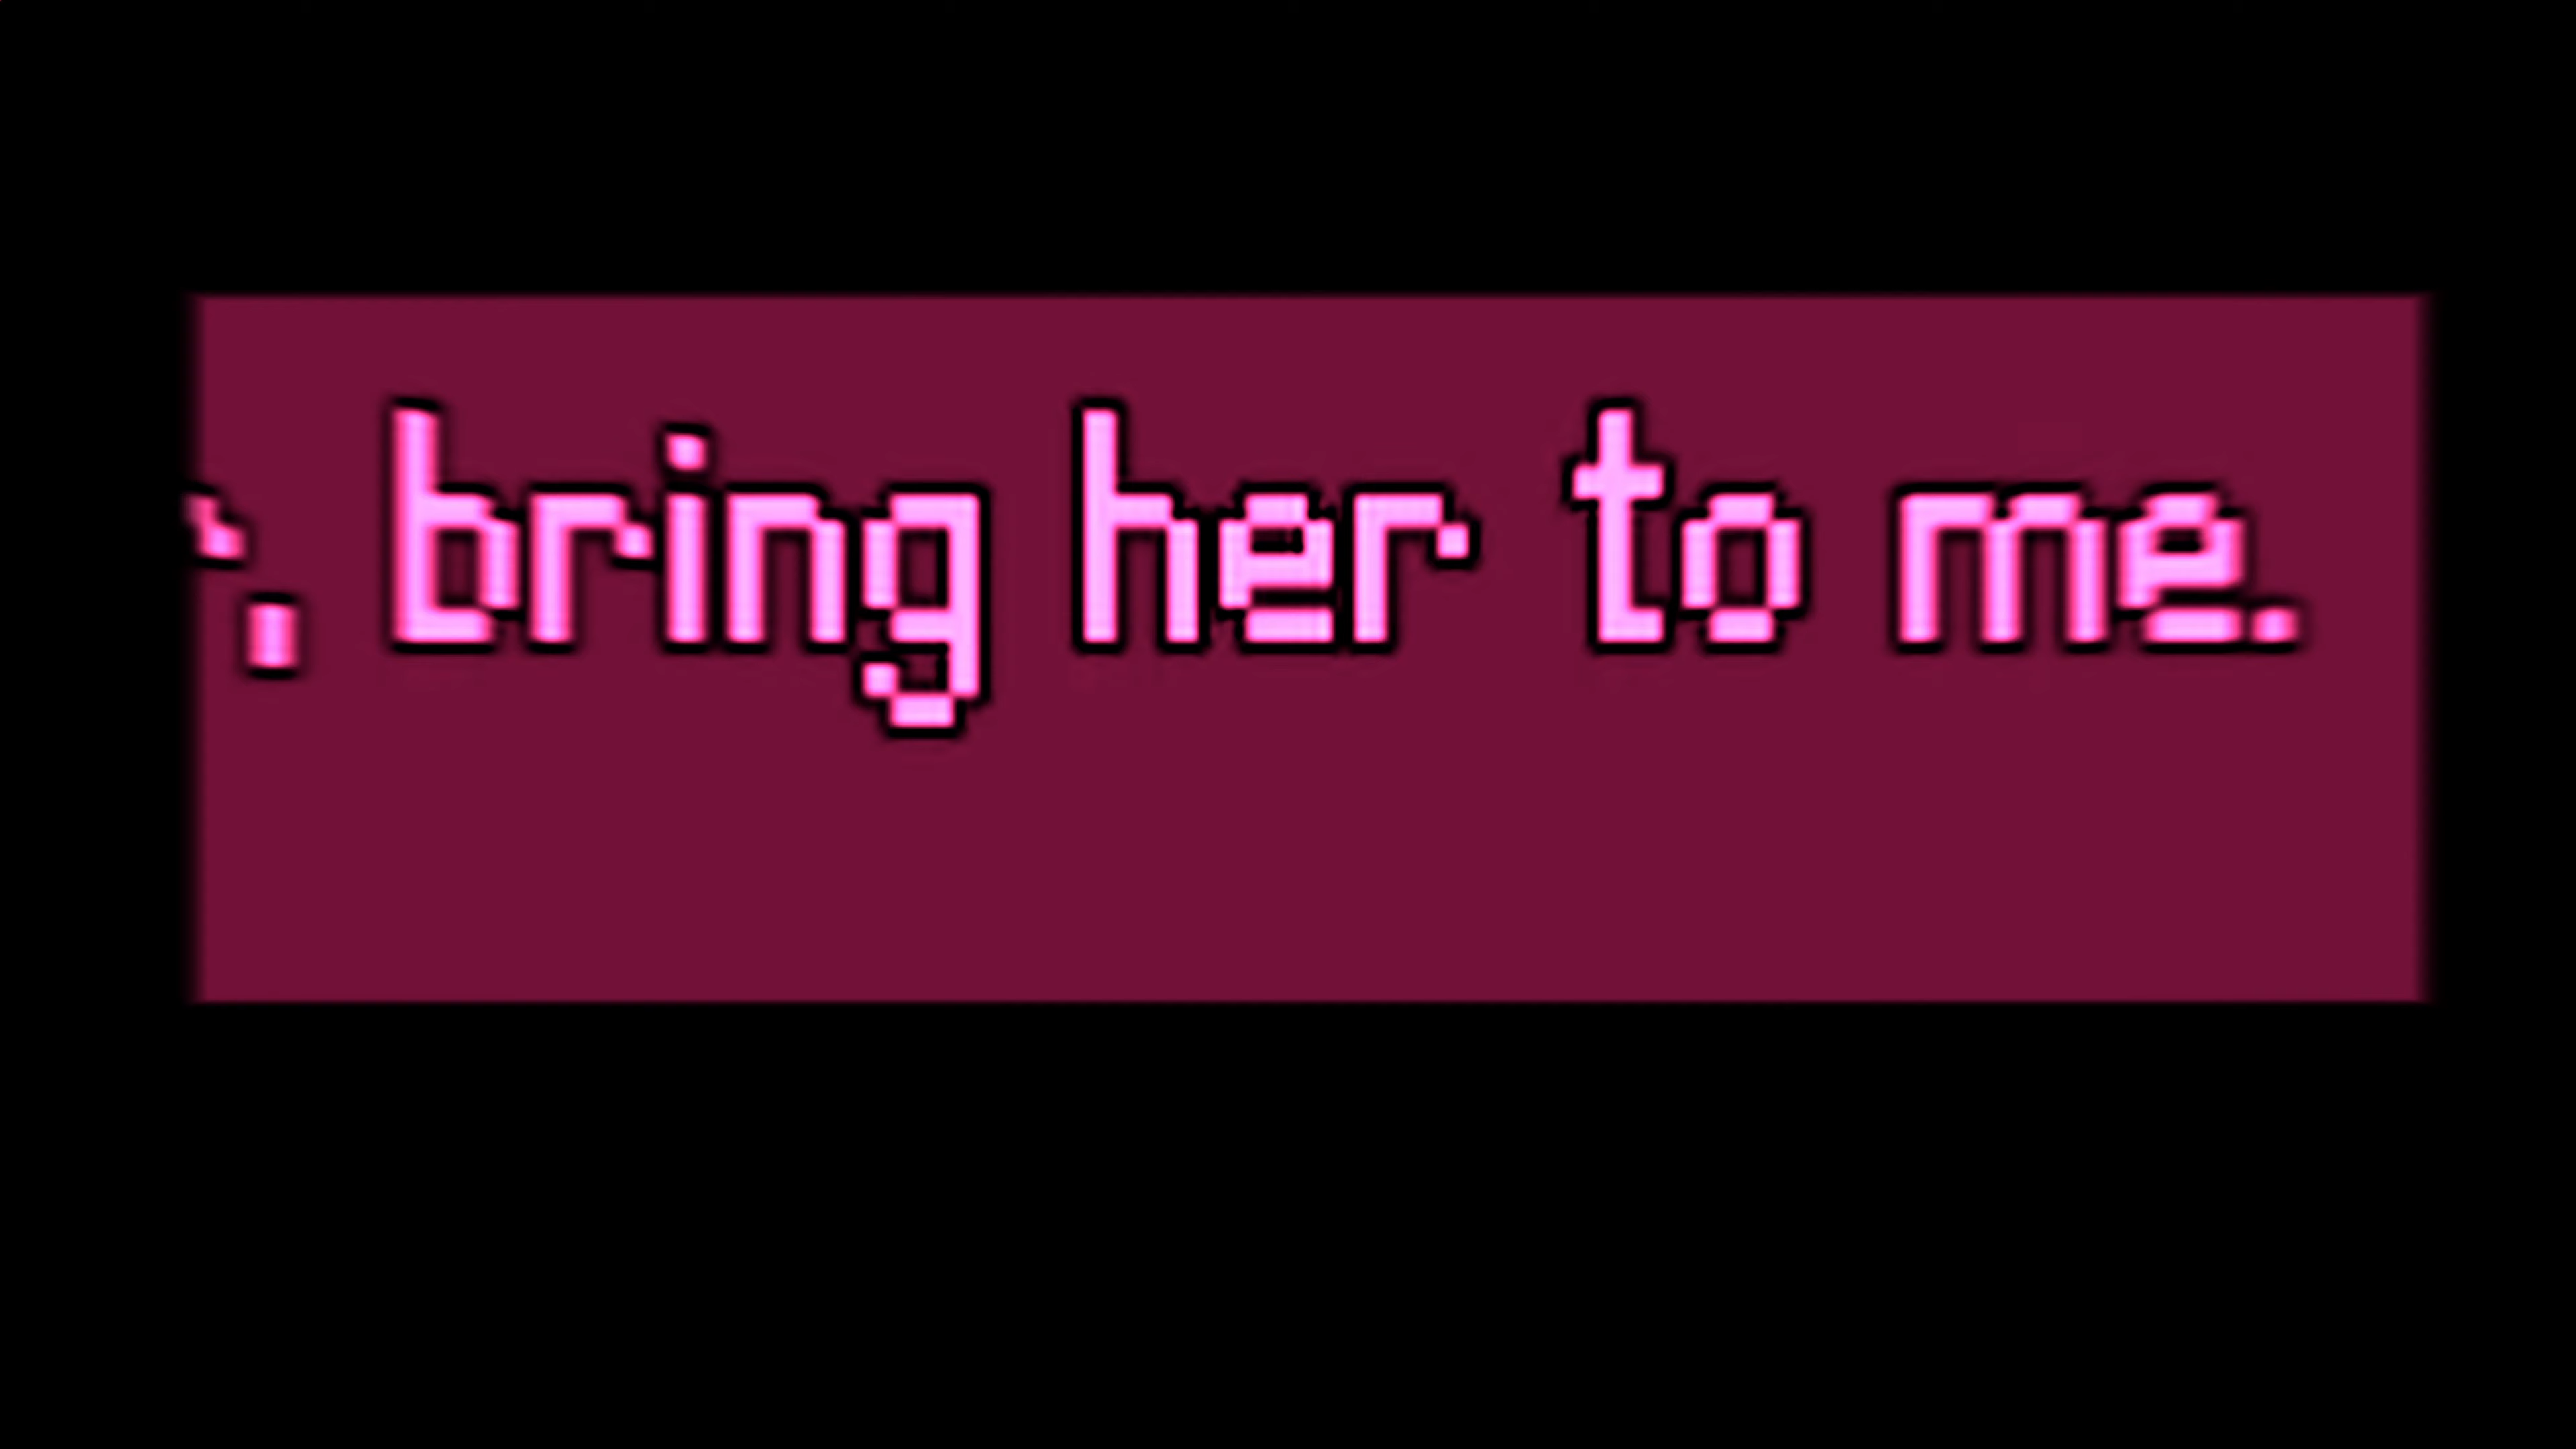 , bring her to me.